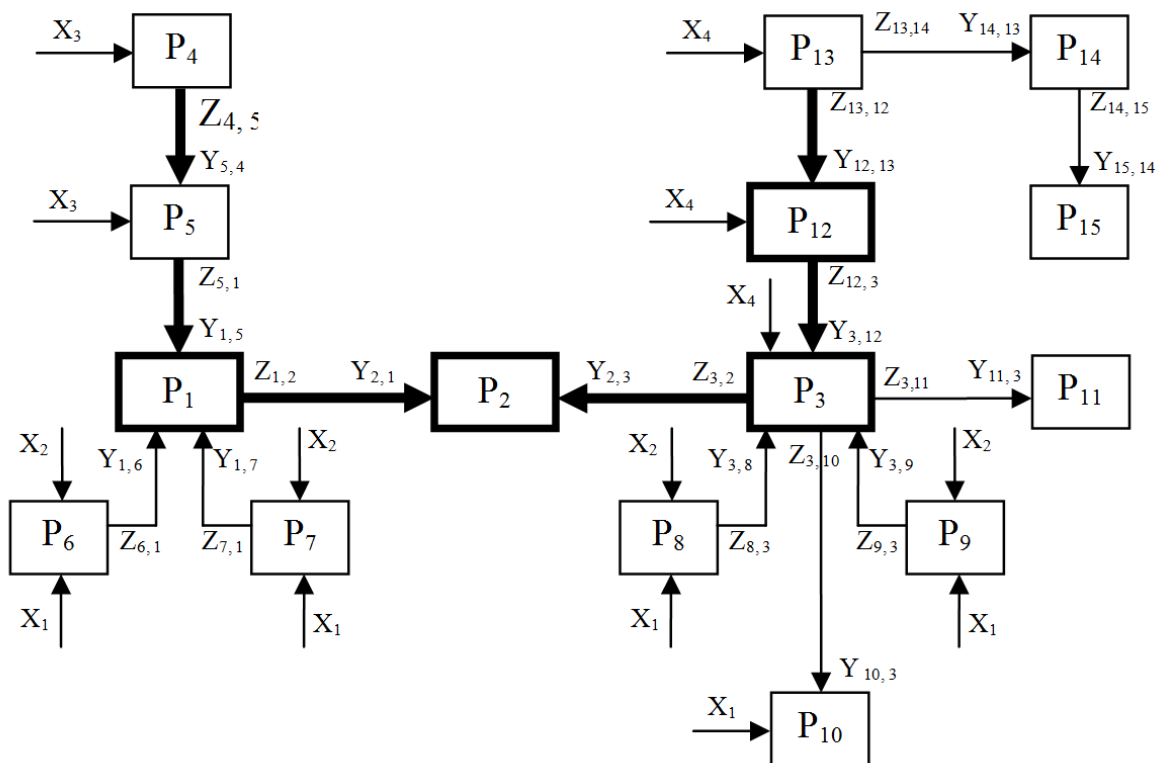 X₃
P₄
X₄
P₁₃
Z₁₃,₁₄
Y₁₄,₁₃
P₁₄
Z₄,₅
Z₁₃,₁₂
Z₁₄,₁₅
Y₅,₄
Y₁₂,₁₃
Y₁₅,₁₄
X₃
P₅
X₄
P₁₂
P₁₅
Z₅,₁
Z₁₂,₃
X₄
Y₁,₅
Y₃,₁₂
P₁
Z₁,₂
Y₂,₁
P₂
Y₂,₃
Z₃,₂
P₃
Z₃,₁₁
Y₁₁,₃
P₁₁
X₂
Y₁,₆
Y₁,₇
X₂
X₂
Y₃,₈
Z₃,₁₀
Y₃,₉
X₂
P₆
Z₆,₁
Z₇,₁
P₇
P₈
Z₈,₃
Z₉,₃
P₉
X₁
X₁
X₁
X₁
Y₁₀,₃
X₁
P₁₀